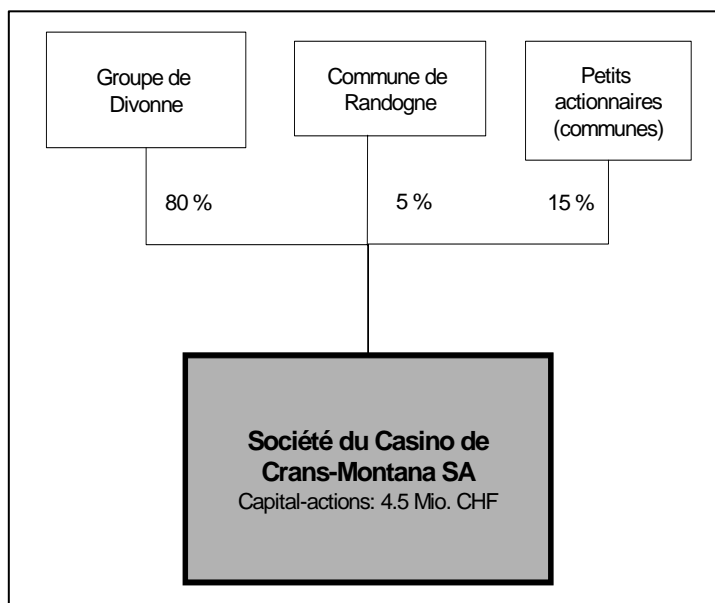 Groupe de
Divonne
Commune de
Randogne
Petits
actionnaires
(communes)
80 %
5 %
15 %
Société du Casino de
Crans-Montana SA
Capital-actions: 4.5 Mio. CHF